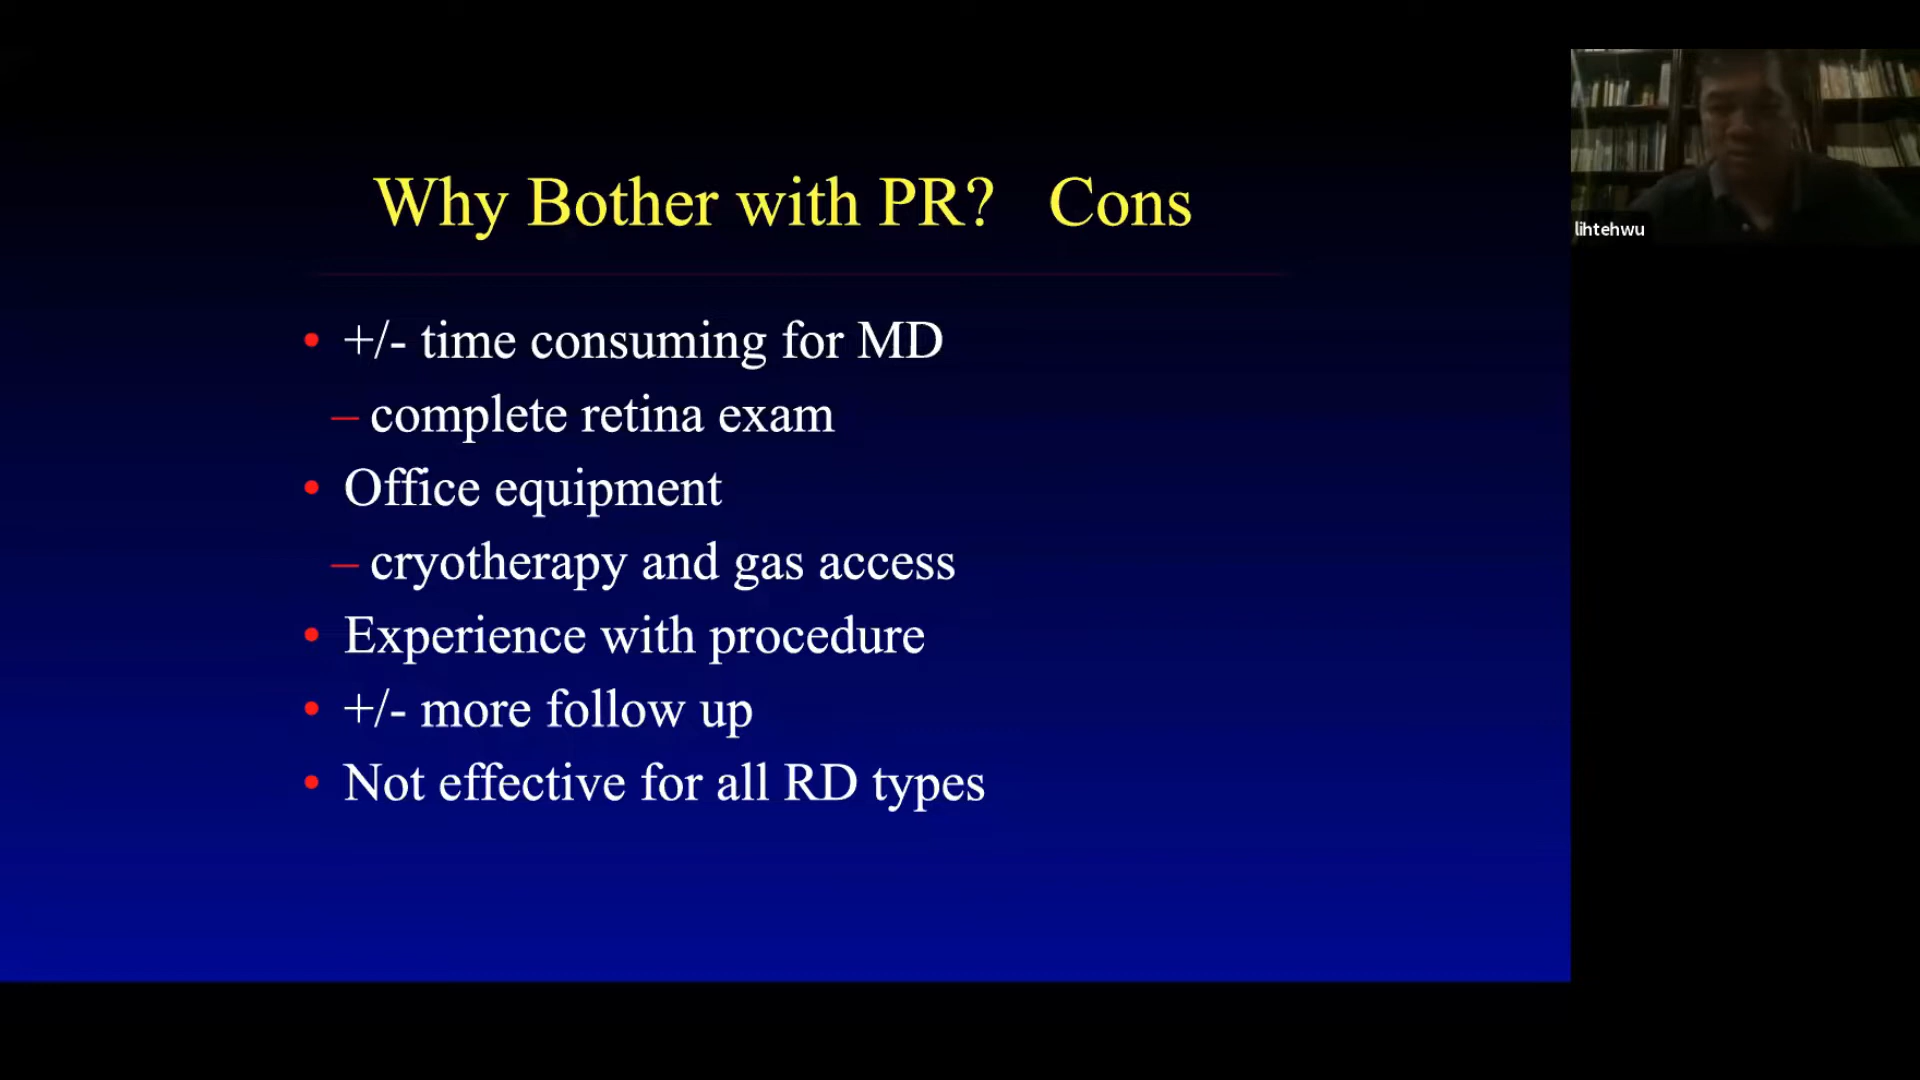 Why Bother with PR? Cons
• +/- time consuming for MD
– complete retina exam
• Office equipment
– cryotherapy and gas access
• Experience with procedure
• +/- more follow up
• Not effective for all RD types
lihtehwu